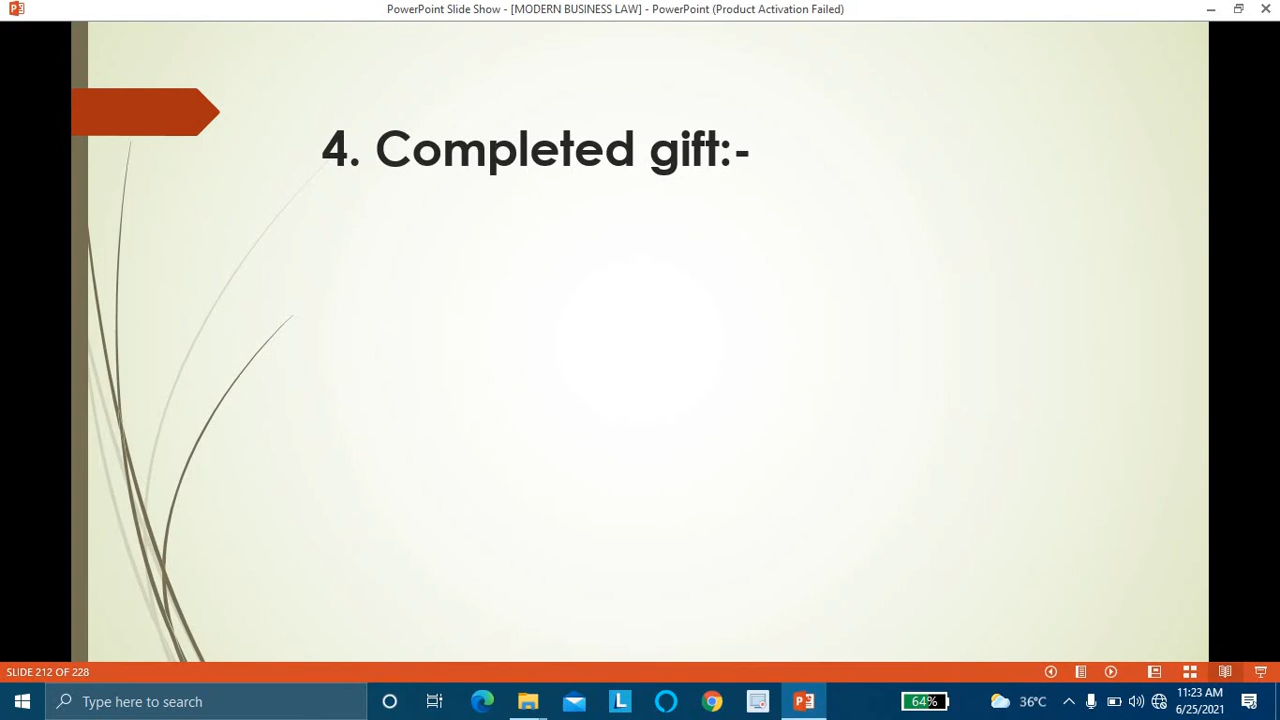 PowerPoint Slide Show - [MODERN BUSINESS LAW] - PowerPoint (Product Activation Failed)
4. Completed gift:-
SLIDE 212 OF 228
Type here to search
64%
36°C
11:23 AM
6/25/2021